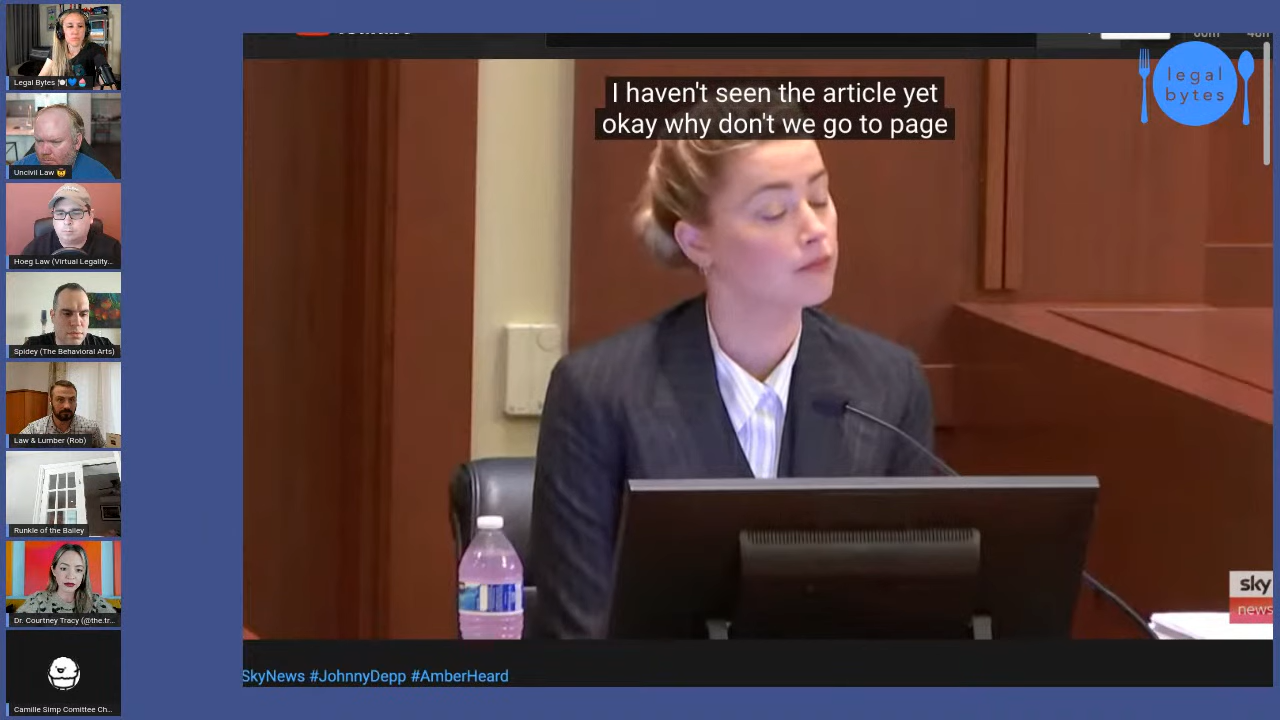 Legal Bytes
Uncivil Law
Hoeg Law (Virtual Legality...
Spidey (The Behavioral Arts)
Law & Lumber (Rob)
Runkle of the Bailey
Dr. Courtney Tracy (@the.tr...
Camille Simp Comittee Ch...
I haven't seen the article yet
okay why don't we go to page
legal
bytes
sky
news
SkyNews #JohnnyDepp #AmberHeard